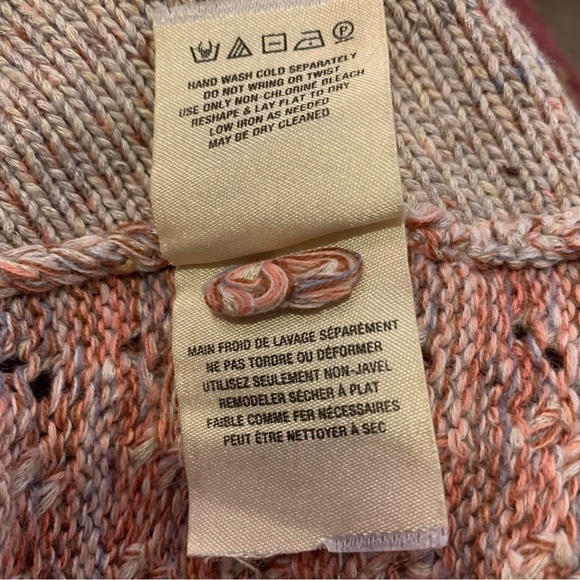 HAND WASH COLD SEPARATELY
DO NOT WRING OR TWIST
USE ONLY NON-CHLORINE BLEACH
RESHAPE & LAY FLAT TO DRY
LOW IRON AS NEEDED
MAY BE DRY CLEANED
MAIN FROID DE LAVAGE SÉPARÉMENT
NE PAS TORDRE OU DÉFORMER
UTILISEZ SEULEMENT NON-JAVEL
REMODELER SÉCHER À PLAT
FAIBLE COMME FER NÉCESSAIRES
PEUT ÊTRE NETTOYER À SEC